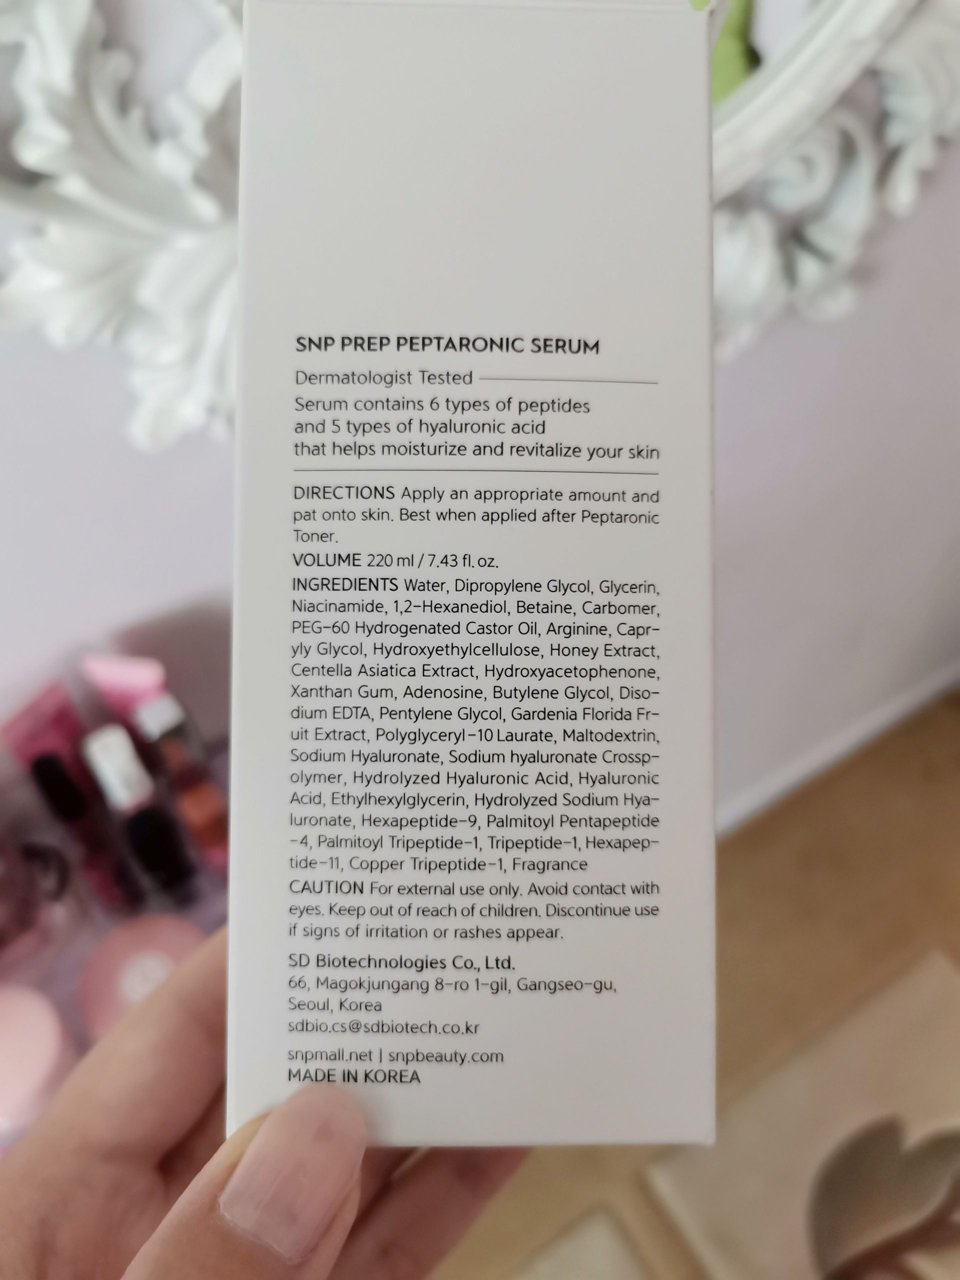 SNP PREP PEPTARONIC SERUM
Dermatologist Tested
Serum contains 6 types of peptides
and 5 types of hyaluronic acid
that helps moisturize and revitalize your skin
DIRECTIONS Apply an appropriate amount and
pat onto skin. Best when applied after Peptaronic
Toner.
VOLUME 220 ml / 7.43 fl. oz.
INGREDIENTS Water, Dipropylene Glycol, Glycerin,
Niacinamide, 1,2-Hexanediol, Betaine, Carbomer,
PEG-60 Hydrogenated Castor Oil, Arginine, Capr-
yly Glycol, Hydroxyethylcellulose, Honey Extract,
Centella Asiatica Extract, Hydroxyacetophenone,
Xanthan Gum, Adenosine, Butylene Glycol, Diso-
dium EDTA, Pentylene Glycol, Gardenia Florida Fr-
uit Extract, Polyglyceryl-10 Laurate, Maltodextrin,
Sodium Hyaluronate, Sodium hyaluronate Crossp-
olymer, Hydrolyzed Hyaluronic Acid, Hyaluronic
Acid, Ethylhexylglycerin, Hydrolyzed Sodium Hya-
luronate, Hexapeptide-9, Palmitoyl Pentapeptide
-4, Palmitoyl Tripeptide-1, Tripeptide-1, Hexapep-
tide-11, Copper Tripeptide-1, Fragrance
CAUTION For external use only. Avoid contact with
eyes. Keep out of reach of children. Discontinue use
if signs of irritation or rashes appear.
SD Biotechnologies Co., Ltd.
66, Magokjungang 8-ro 1-gil, Gangseo-gu,
Seoul, Korea
sdbio.cs@sdbiotech.co.kr
snpmall.net | snpbeauty.com
MADE IN KOREA